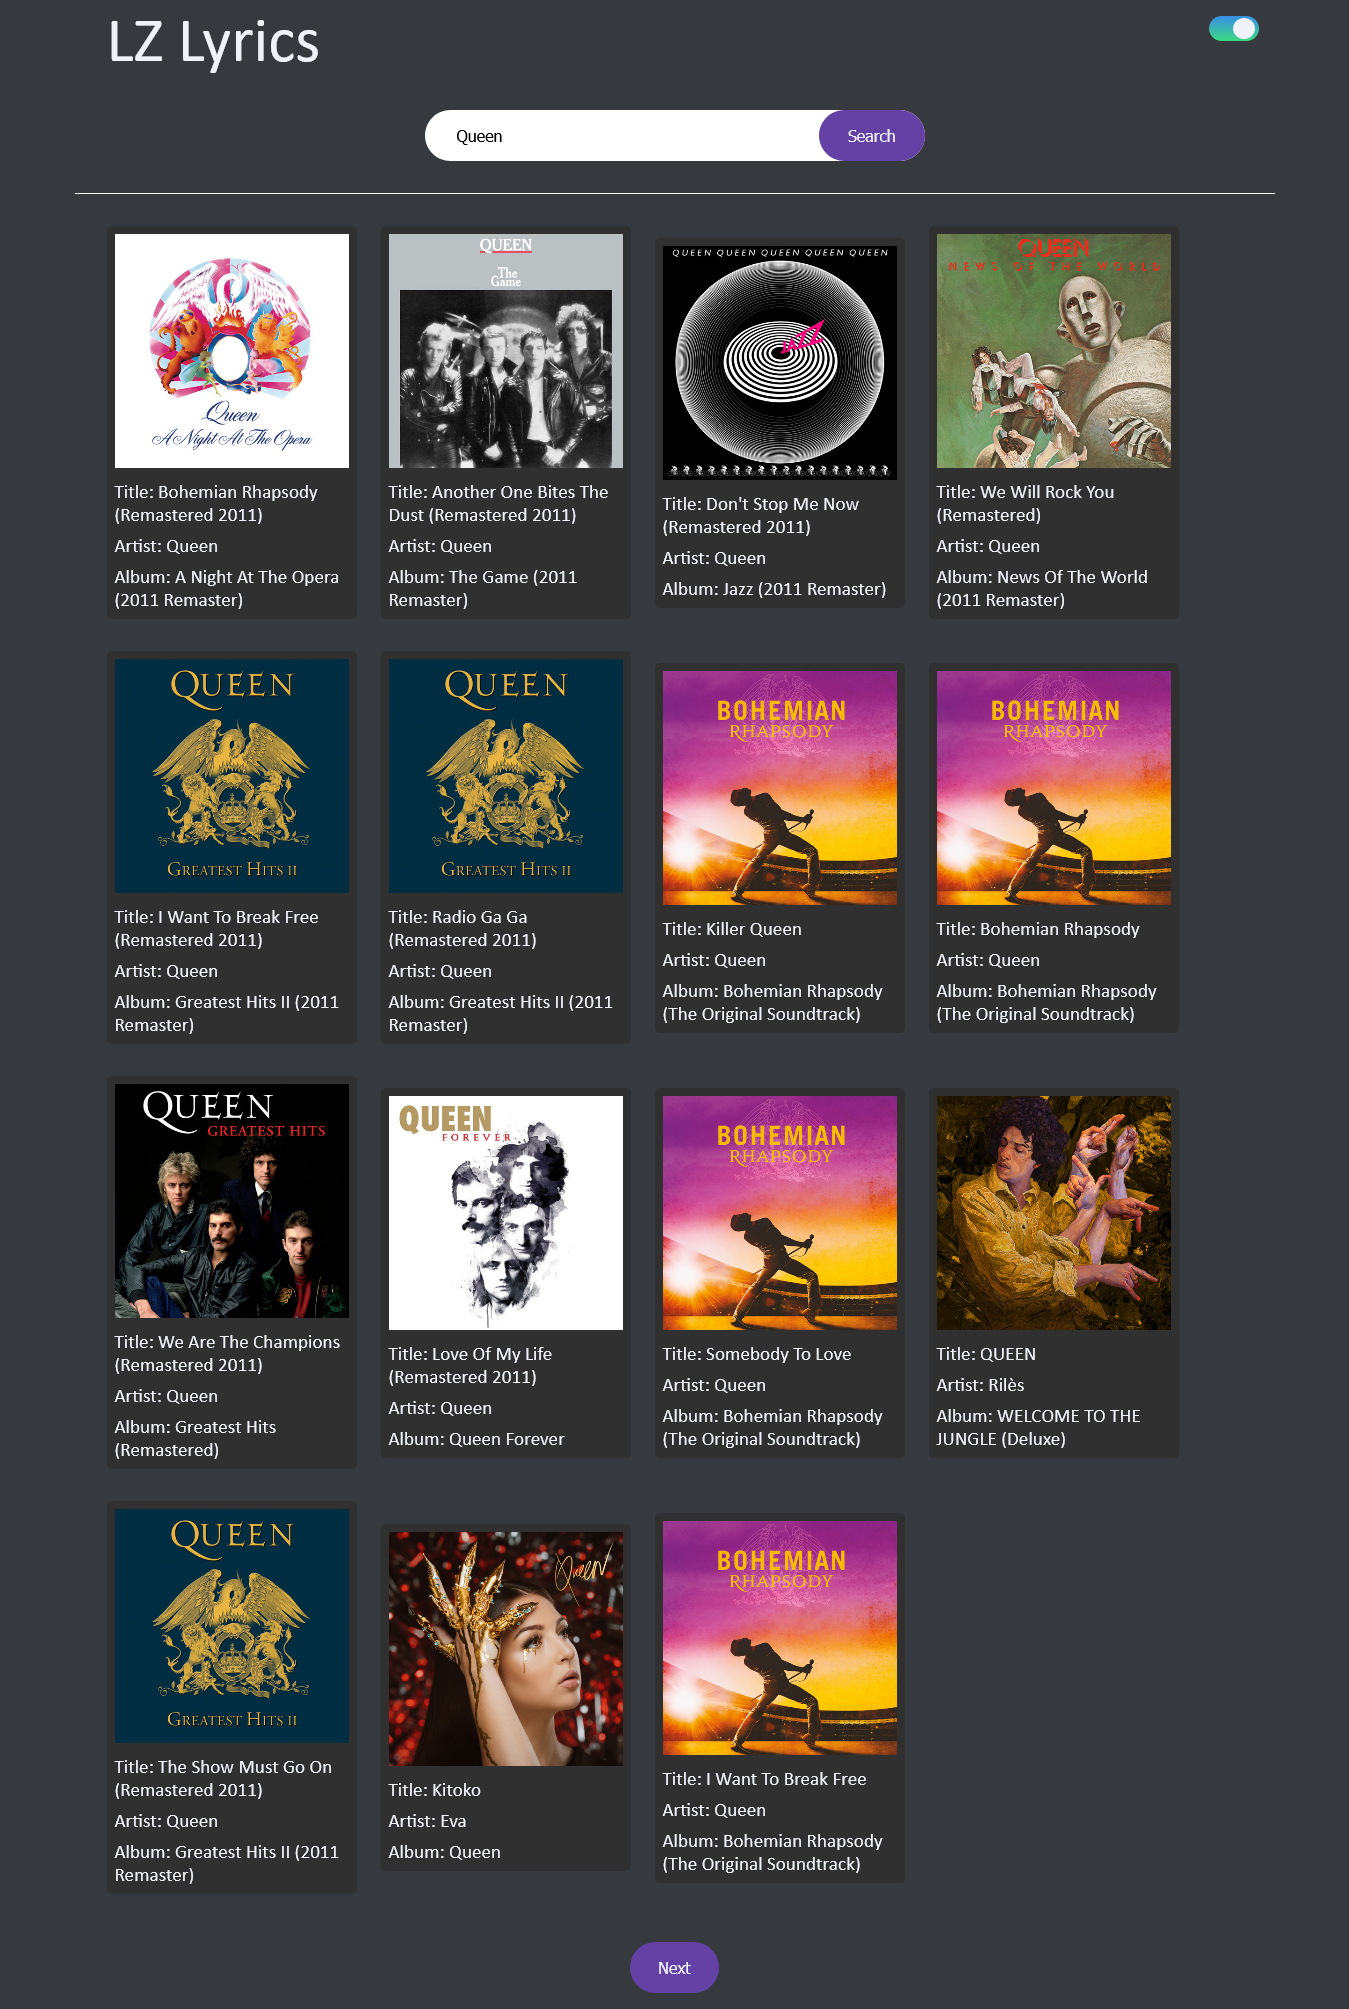 LZ Lyrics
Queen
Search
Queen
A Night At The Opera
Title: Bohemian Rhapsody
(Remastered 2011)
Artist: Queen
Album: A Night At The Opera
(2011 Remaster)
QUEEN
The
Game
Title: Another One Bites The
Dust (Remastered 2011)
Artist: Queen
Album: The Game (2011
Remaster)
QUEEN QUEEN QUEEN QUEEN QUEEN
JAZZ
Title: Don't Stop Me Now
(Remastered 2011)
Artist: Queen
Album: Jazz (2011 Remaster)
QUEEN
NEWS OF THE WORLD
Title: We Will Rock You
(Remastered)
Artist: Queen
Album: News Of The World
(2011 Remaster)
QUEEN
GREATEST HITS II
Title: I Want To Break Free
(Remastered 2011)
Artist: Queen
Album: Greatest Hits II (2011
Remaster)
QUEEN
GREATEST HITS II
Title: Radio Ga Ga
(Remastered 2011)
Artist: Queen
Album: Greatest Hits II (2011
Remaster)
BOHEMIAN
RHAPSODY
Title: Killer Queen
Artist: Queen
Album: Bohemian Rhapsody
(The Original Soundtrack)
BOHEMIAN
RHAPSODY
Title: Bohemian Rhapsody
Artist: Queen
Album: Bohemian Rhapsody
(The Original Soundtrack)
QUEEN
GREATEST HITS
Title: We Are The Champions
(Remastered 2011)
Artist: Queen
Album: Greatest Hits
(Remastered)
QUEEN
FOREVER
Title: Love Of My Life
(Remastered 2011)
Artist: Queen
Album: Queen Forever
BOHEMIAN
RHAPSODY
Title: Somebody To Love
Artist: Queen
Album: Bohemian Rhapsody
(The Original Soundtrack)
Title: QUEEN
Artist: Rilès
Album: WELCOME TO THE
JUNGLE (Deluxe)
QUEEN
GREATEST HITS II
Title: The Show Must Go On
(Remastered 2011)
Artist: Queen
Album: Greatest Hits II (2011
Remaster)
Queen
Title: Kitoko
Artist: Eva
Album: Queen
BOHEMIAN
RHAPSODY
Title: I Want To Break Free
Artist: Queen
Album: Bohemian Rhapsody
(The Original Soundtrack)
Next